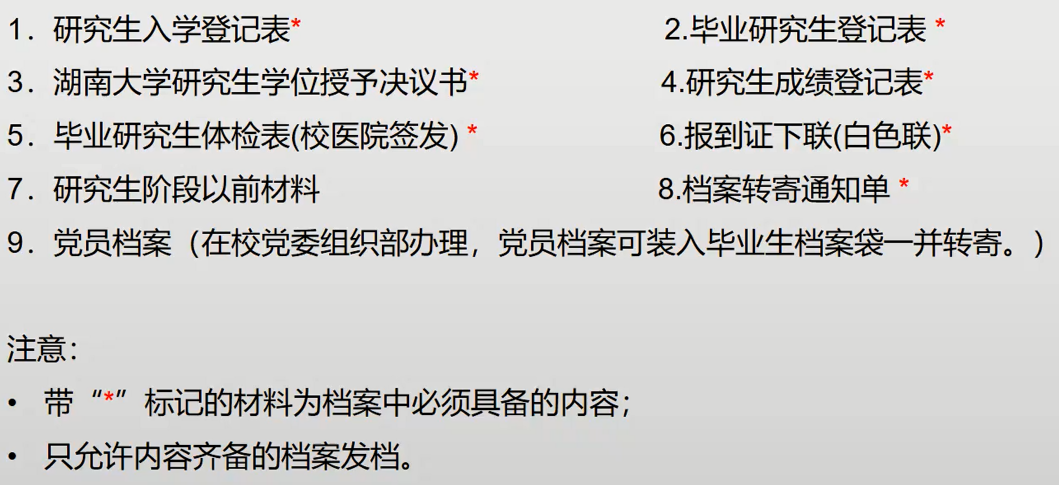 1. 研究生入学登记表* 2.毕业研究生登记表 *
3. 湖南大学研究生学位授予决议书* 4.研究生成绩登记表*
5. 毕业研究生体检表(校医院签发) * 6.报到证下联(白色联)*
7. 研究生阶段以前材料 8.档案转寄通知单 *
9. 党员档案（在校党委组织部办理，党员档案可装入毕业生档案袋一并转寄。）
注意：
• 带“*”标记的材料为档案中必须具备的内容；
• 只允许内容齐备的档案发档。